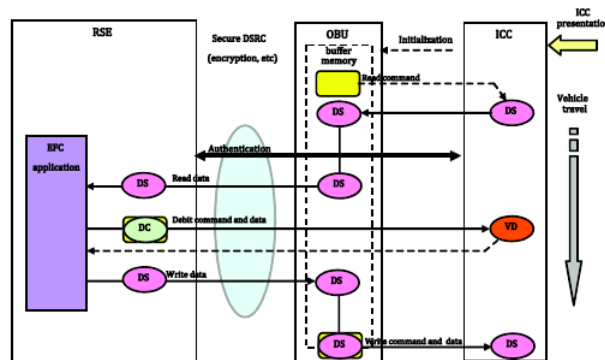 RSE
Secure DSRC
(encryption, etc)
OBU
buffer
memory
Initialization
ICC
ICC
presentation
Read command
DS
DS
Vehicle
travel
EFC
application
Authentication
DS
Read data
DS
DC
Debit command and data
VD
DS
Write data
DS
DS
Write command and data
DS